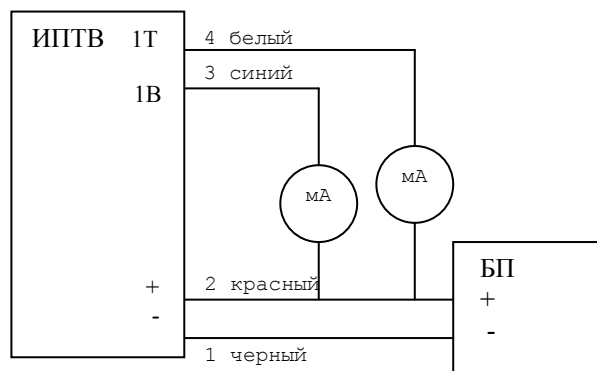 ИПТВ 1Т 4 белый
3 синий
1В
мА
мА
БП
+ 2 красный +
- -
1 черный